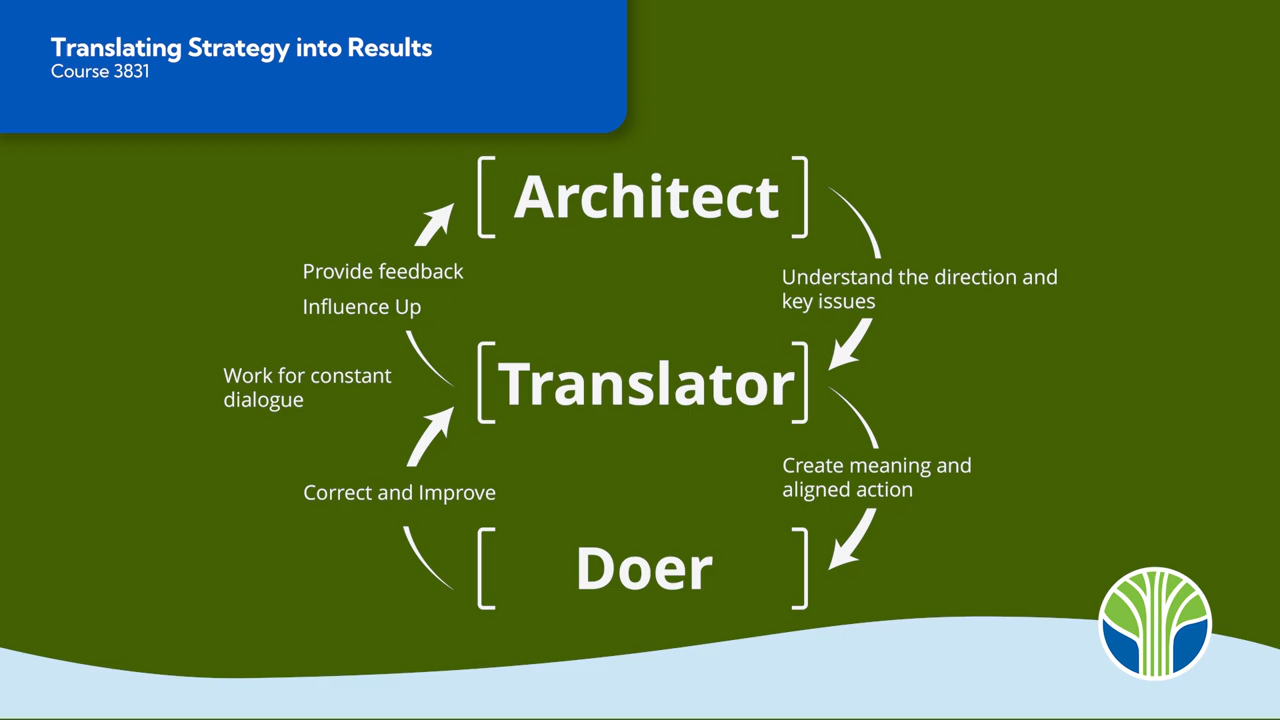 Translating Strategy into Results
Course 3831
Architect
Provide feedback
Influence Up
Understand the direction and
key issues
Translator
Work for constant
dialogue
Create meaning and
aligned action
Correct and Improve
Doer